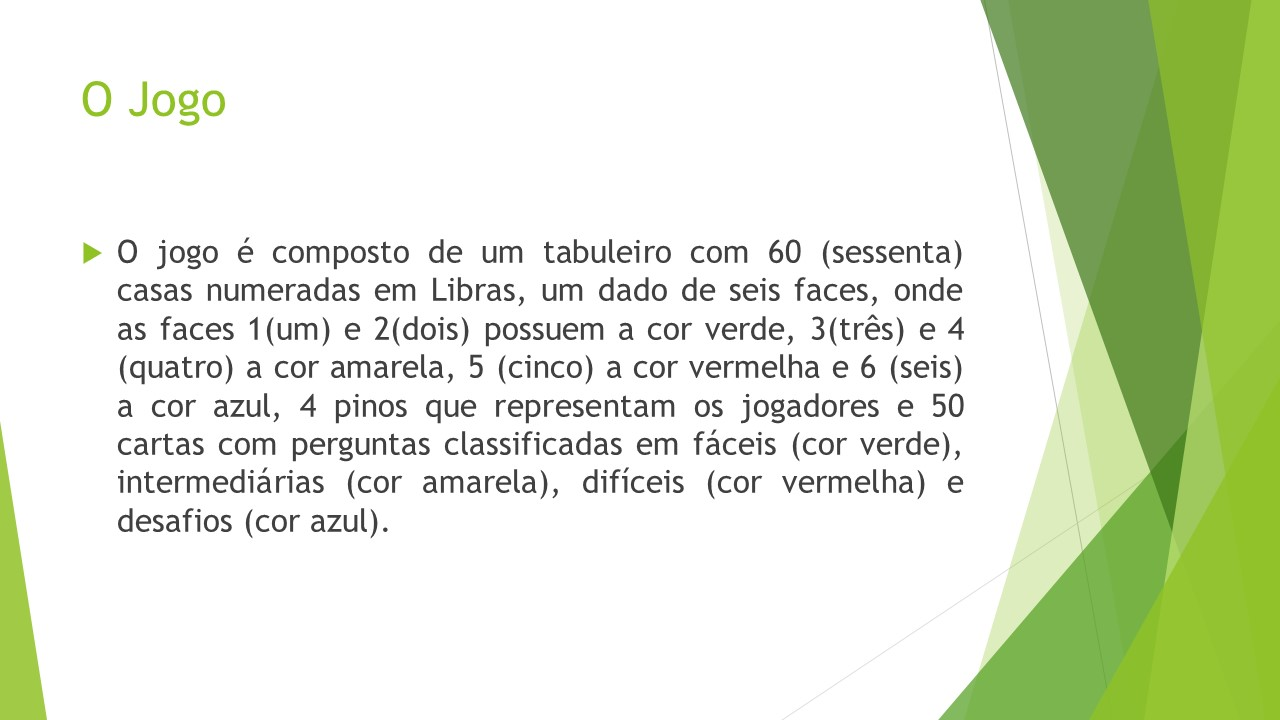 O Jogo
O jogo é composto de um tabuleiro com 60 (sessenta)
casas numeradas em Libras, um dado de seis faces, onde
as faces 1(um) e 2(dois) possuem a cor verde, 3(três) e 4
(quatro) a cor amarela, 5 (cinco) a cor vermelha e 6 (seis)
a cor azul, 4 pinos que representam os jogadores e 50
cartas com perguntas classificadas em fáceis (cor verde),
intermediárias (cor amarela), difíceis (cor vermelha) e
desafios (cor azul).